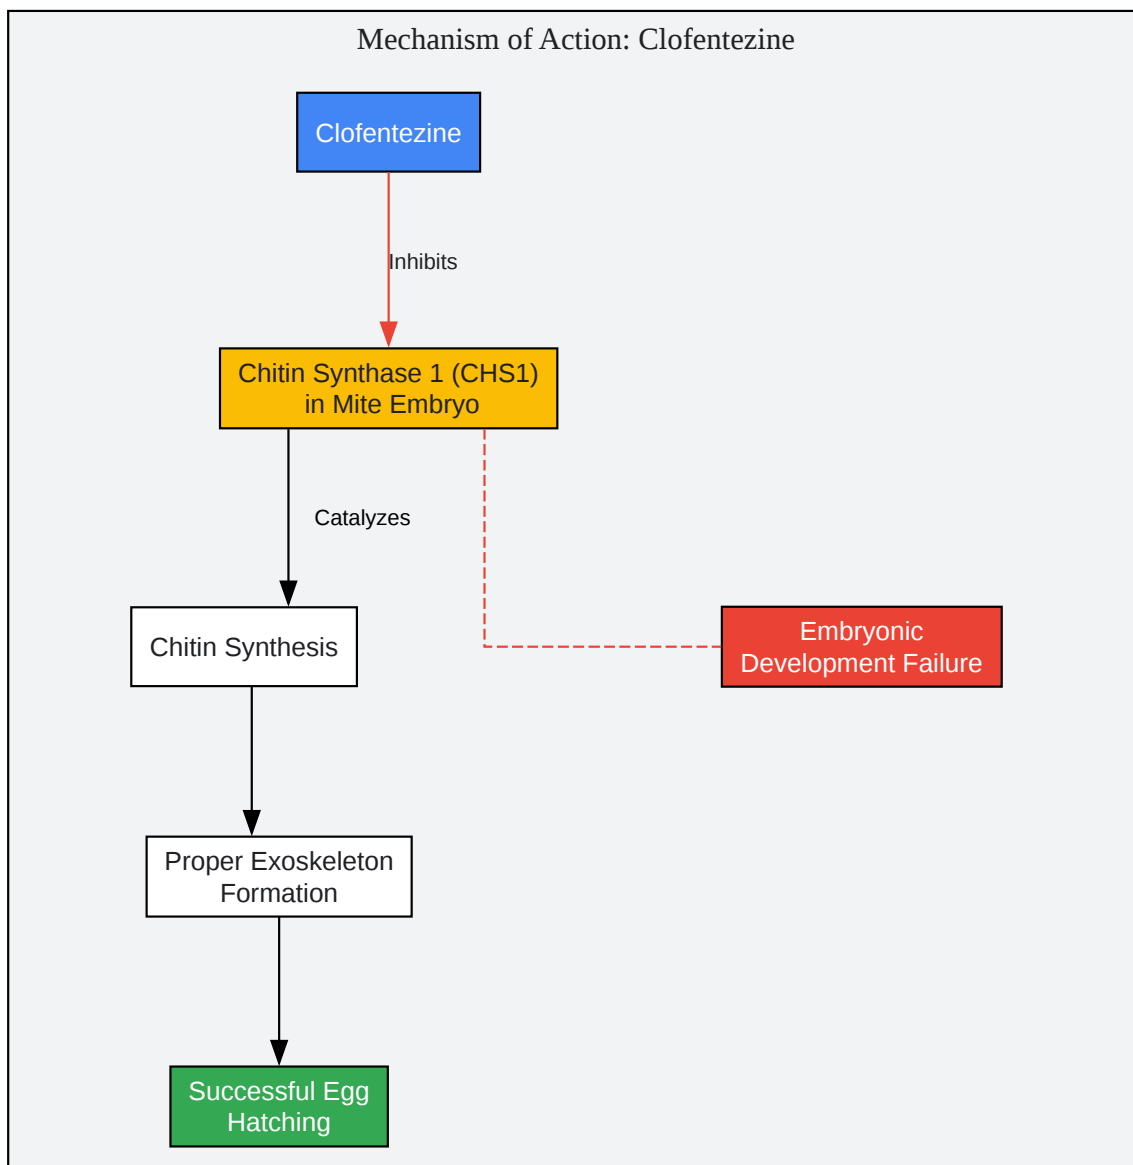 Mechanism of Action: Clofentezine
Clofentezine
Inhibits
Chitin Synthase 1 (CHS1)
in Mite Embryo
Catalyzes
Chitin Synthesis
Embryonic
Development Failure
Proper Exoskeleton
Formation
Successful Egg
Hatching